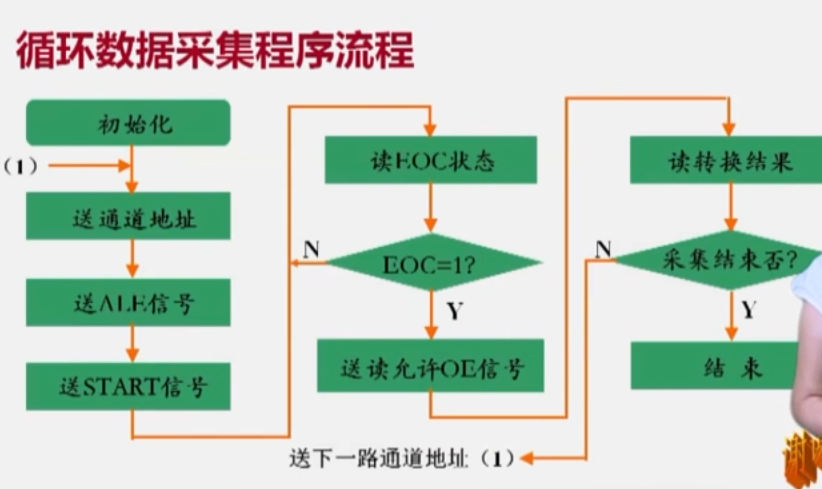 循环数据采集程序流程
初始化
（1）
送通道地址
送ALE信号
送START信号
读EOC状态
N
EOC=1?
Y
送读允许OE信号
读转换结果
N
采集结束否?
Y
结 束
送下一路通道地址（1）